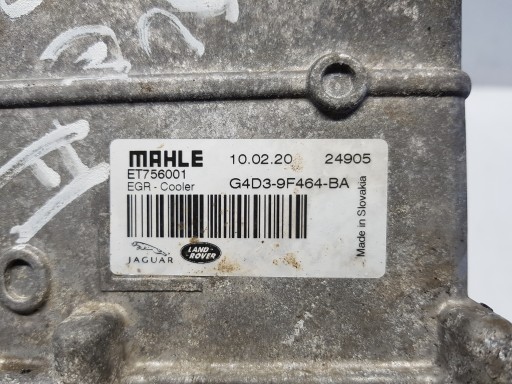 MAHLE 10.02.20 24905
ET756001
EGR - Cooler G4D3-9F464-BA
Made in Slovakia
JAGUAR LAND ROVER